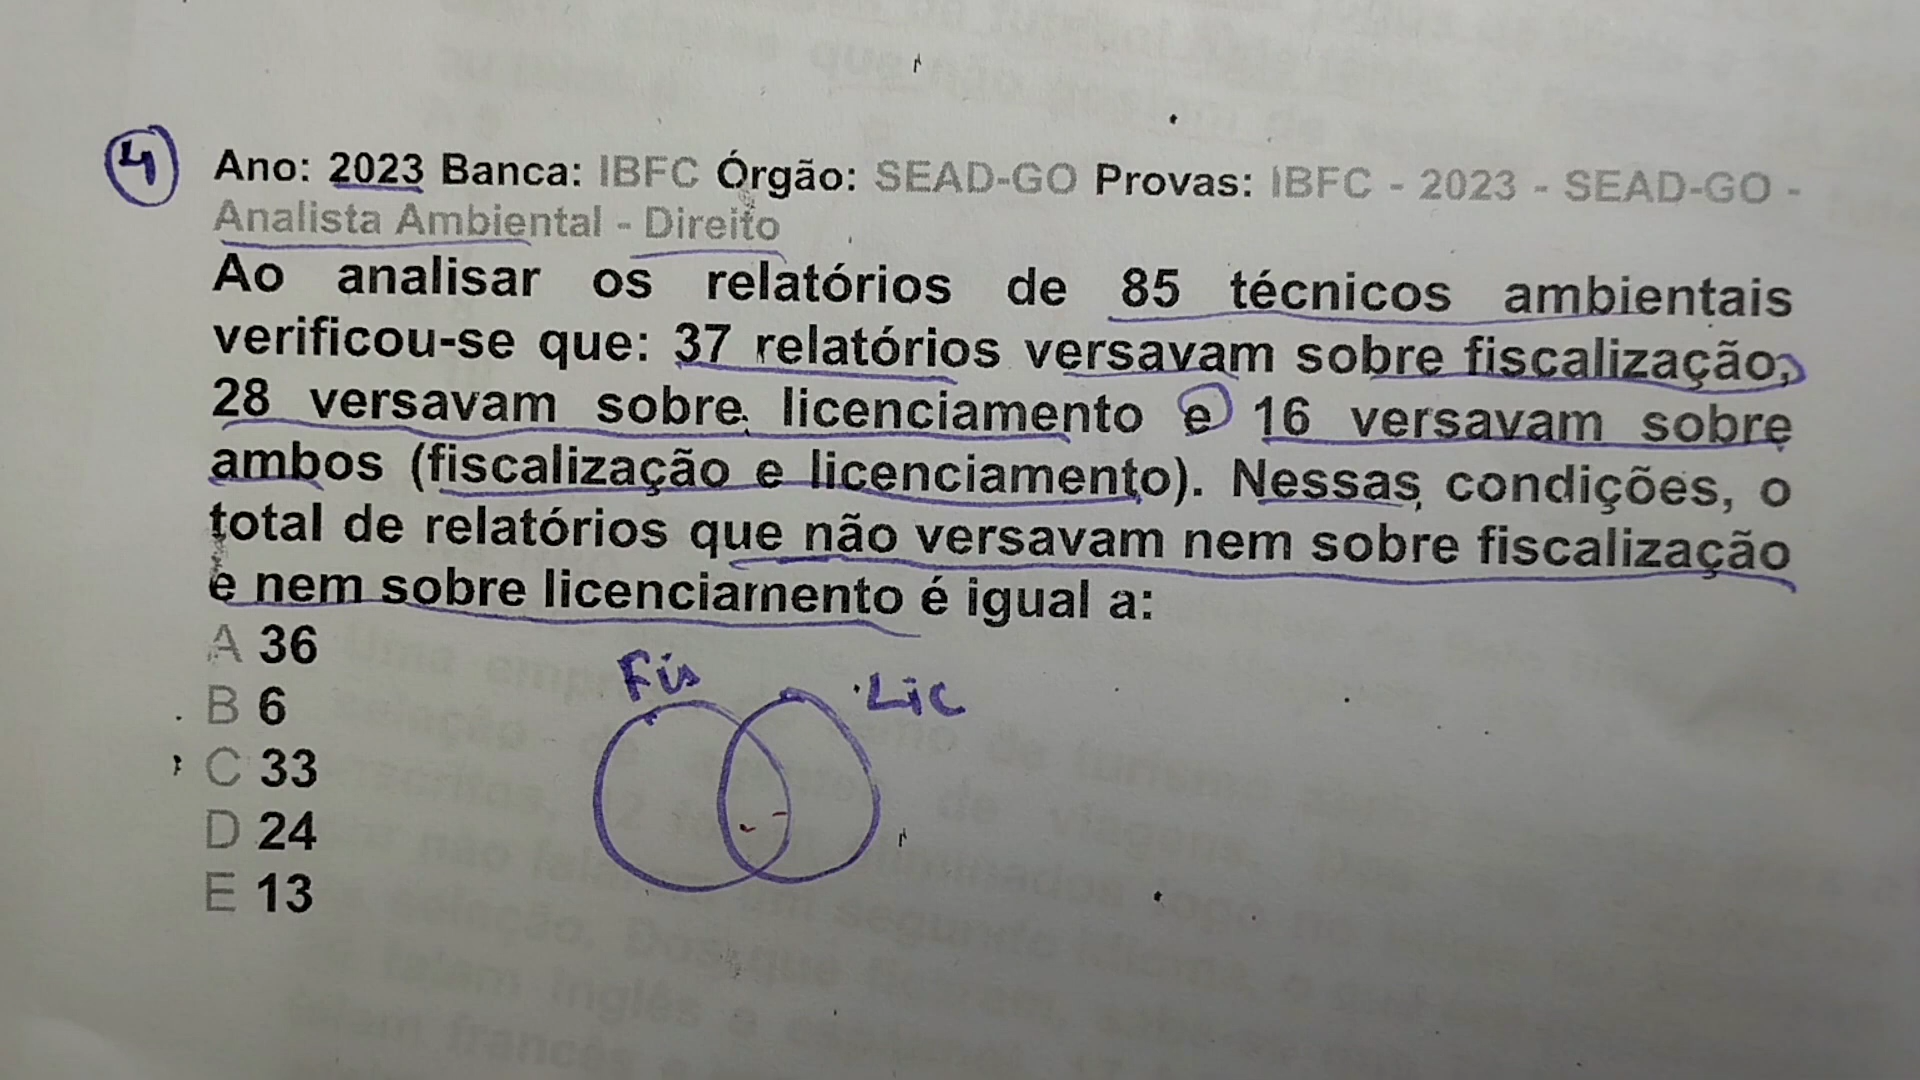 4 Ano: 2023 Banca: IBFC Órgão: SEAD-GO Provas: IBFC - 2023 - SEAD-GO -
Analista Ambiental - Direito
Ao analisar os relatórios de 85 técnicos ambientais
verificou-se que: 37 relatórios versavam sobre fiscalização,
28 versavam sobre licenciamento e 16 versavam sobre
ambos (fiscalização e licenciamento). Nessas condições, o
total de relatórios que não versavam nem sobre fiscalização
e nem sobre licenciamento é igual a:
A 36
B 6
C 33
D 24
E 13
Fis Lic